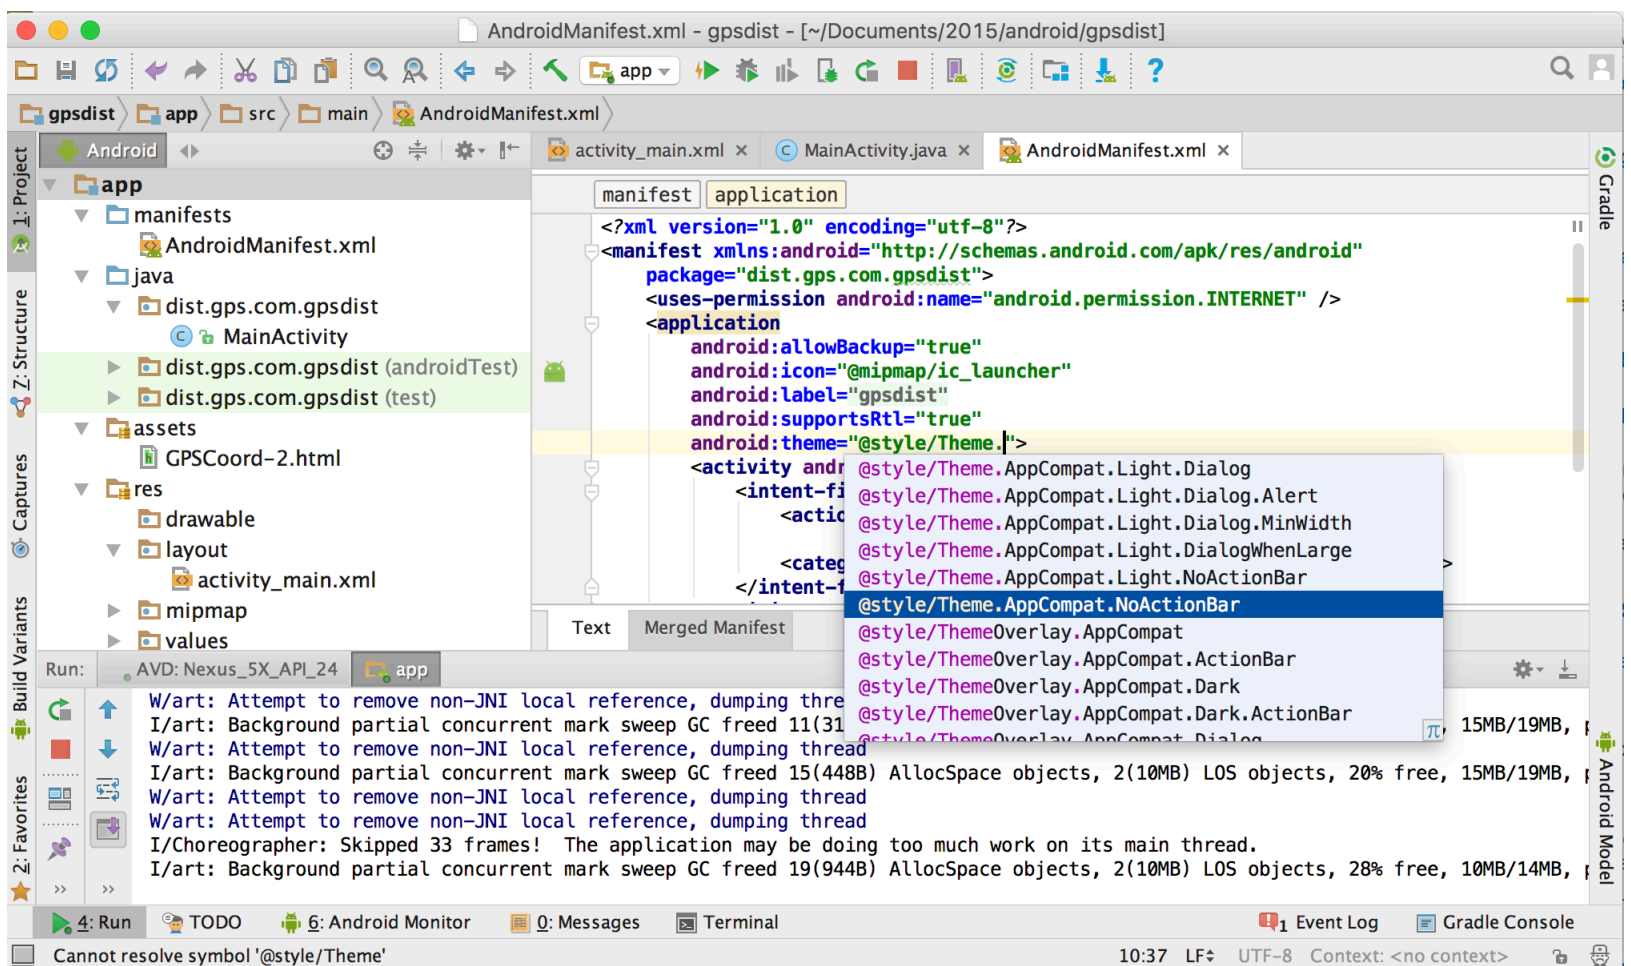 AndroidManifest.xml - gpsdist - [~/Documents/2015/android/gpsdist]
app
gpsdist app src main AndroidManifest.xml
Android
activity_main.xml MainActivity.java AndroidManifest.xml
1: Project
Z: Structure
Captures
Build Variants
2: Favorites
app
manifests
AndroidManifest.xml
java
dist.gps.com.gpsdist
MainActivity
dist.gps.com.gpsdist (androidTest)
dist.gps.com.gpsdist (test)
assets
GPSCoord-2.html
res
drawable
layout
activity_main.xml
mipmap
values
manifest application
<?xml version="1.0" encoding="utf-8"?>
<manifest xmlns:android="http://schemas.android.com/apk/res/android"
package="dist.gps.com.gpsdist">
<uses-permission android:name="android.permission.INTERNET" />
<application
android:allowBackup="true"
android:icon="@mipmap/ic_launcher"
android:label="gpsdist"
android:supportsRtl="true"
android:theme="@style/Theme.">
<activity andr
<intent-fi
<actio
<categ >
</intent-f
@style/Theme.AppCompat.Light.Dialog
@style/Theme.AppCompat.Light.Dialog.Alert
@style/Theme.AppCompat.Light.Dialog.MinWidth
@style/Theme.AppCompat.Light.DialogWhenLarge
@style/Theme.AppCompat.Light.NoActionBar
@style/Theme.AppCompat.NoActionBar
@style/ThemeOverlay.AppCompat
@style/ThemeOverlay.AppCompat.ActionBar
@style/ThemeOverlay.AppCompat.Dark
@style/ThemeOverlay.AppCompat.Dark.ActionBar
@style/ThemeOverlay.AppCompat.Dialog
π
Text Merged Manifest
Gradle
Android Model
Run: AVD: Nexus_5X_API_24 app
W/art: Attempt to remove non-JNI local reference, dumping thre
I/art: Background partial concurrent mark sweep GC freed 11(31 , 15MB/19MB, p
W/art: Attempt to remove non-JNI local reference, dumping thread
I/art: Background partial concurrent mark sweep GC freed 15(448B) AllocSpace objects, 2(10MB) LOS objects, 20% free, 15MB/19MB, p
W/art: Attempt to remove non-JNI local reference, dumping thread
W/art: Attempt to remove non-JNI local reference, dumping thread
I/Choreographer: Skipped 33 frames! The application may be doing too much work on its main thread.
I/art: Background partial concurrent mark sweep GC freed 19(944B) AllocSpace objects, 2(10MB) LOS objects, 28% free, 10MB/14MB, p
4: Run TODO 6: Android Monitor 0: Messages Terminal 1 Event Log Gradle Console
Cannot resolve symbol '@style/Theme' 10:37 LF UTF-8 Context: <no context>